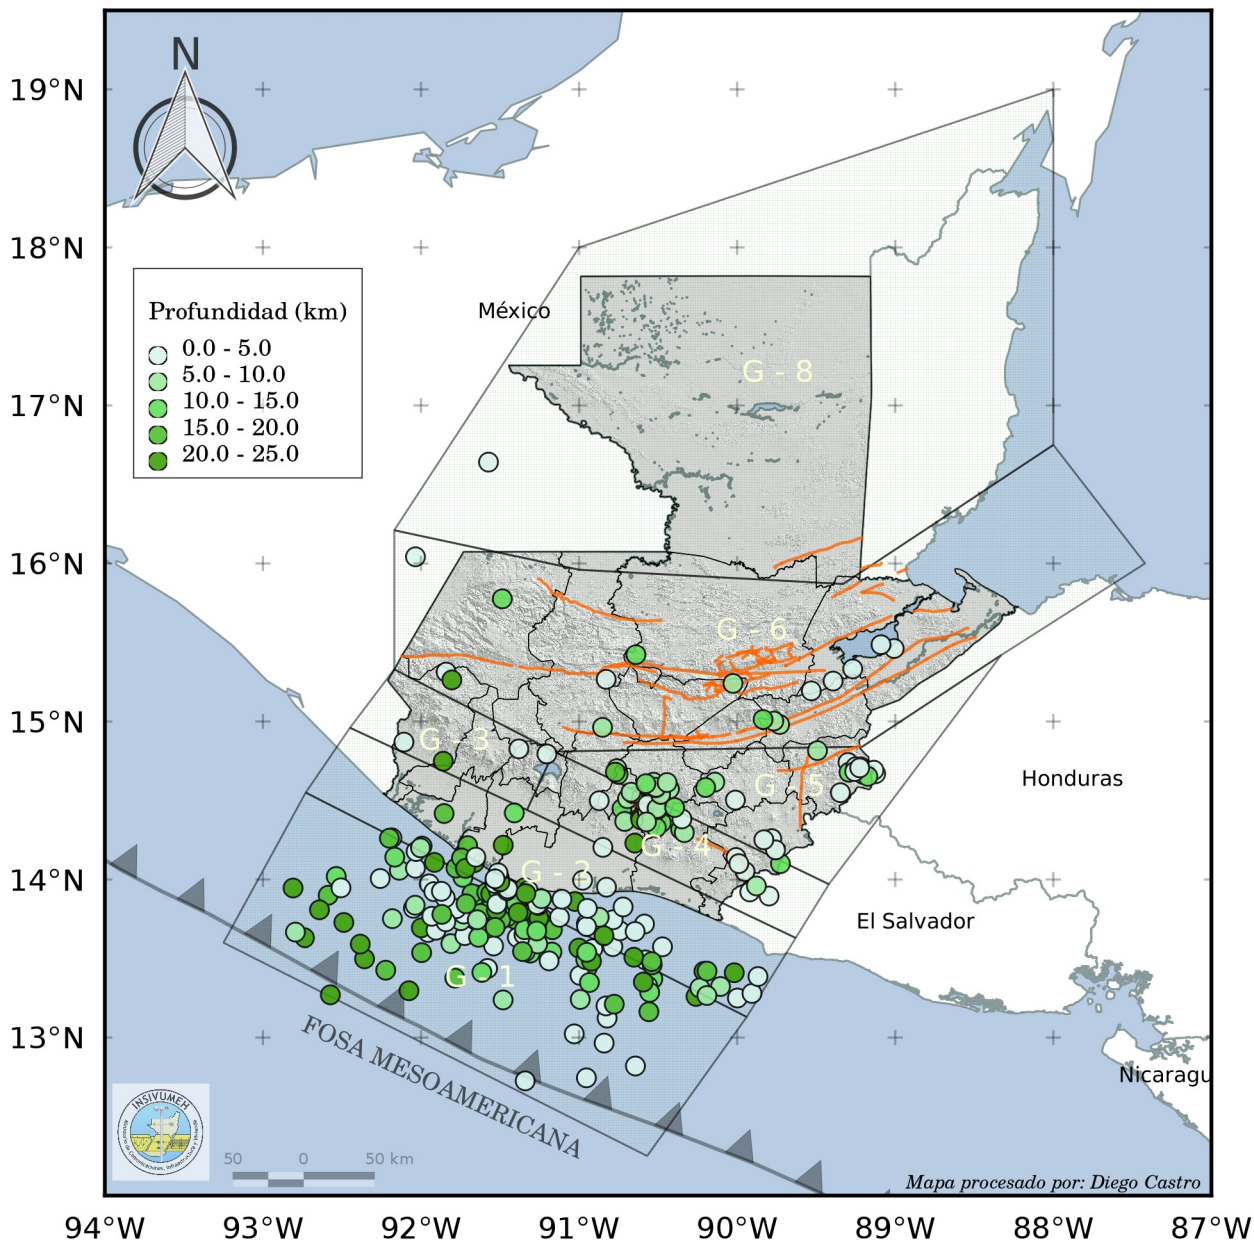 N
19°N
18°N
17°N
16°N
15°N
14°N
13°N
Profundidad (km)
0.0 - 5.0
5.0 - 10.0
10.0 - 15.0
15.0 - 20.0
20.0 - 25.0
México
G - 8
G - 6
G - 3
G - 5
G - 4
G - 1
Honduras
El Salvador
Nicaragu
FOSA MESOAMERICANA
INSIVUMEH
50 0 50 km
Mapa procesado por: Diego Castro
94°W 93°W 92°W 91°W 90°W 89°W 88°W 87°W